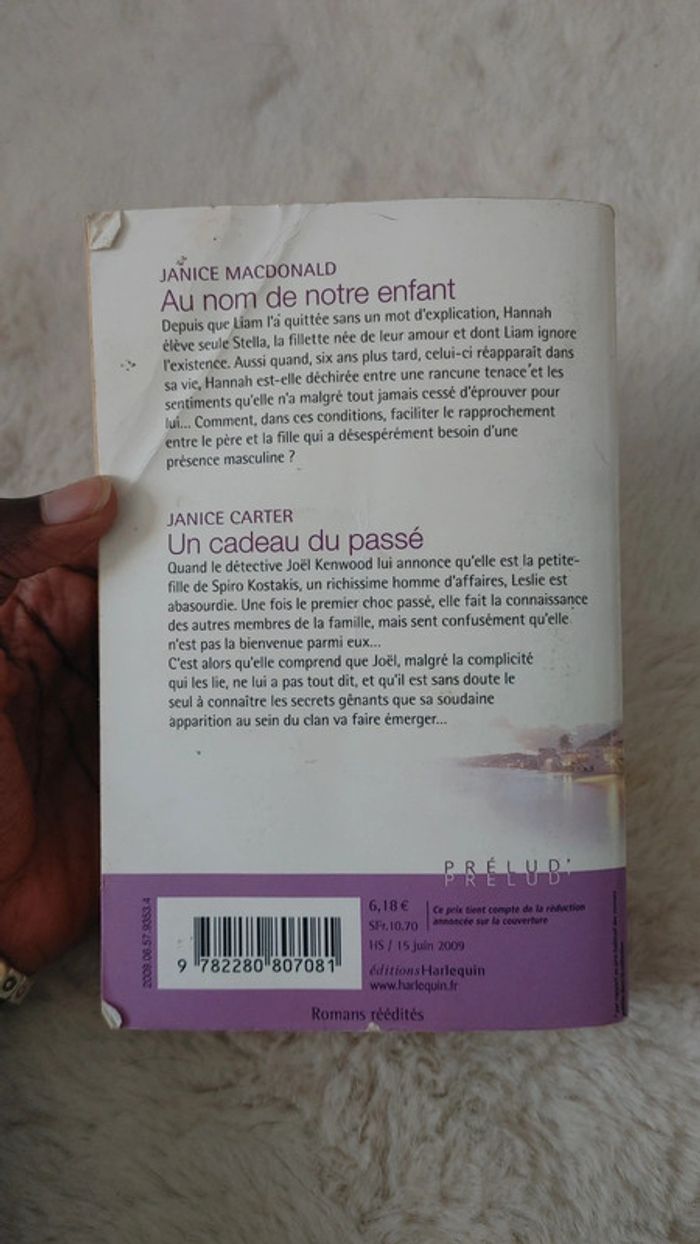 JANICE MACDONALD
Au nom de notre enfant
Depuis que Liam l'a quittée sans un mot d'explication, Hannah
élève seule Stella, la fillette née de leur amour et dont Liam ignore
l'existence. Aussi quand, six ans plus tard, celui-ci réapparaît dans
sa vie, Hannah est-elle déchirée entre une rancune tenace et les
sentiments qu'elle n'a malgré tout jamais cessé d'éprouver pour
lui... Comment, dans ces conditions, faciliter le rapprochement
entre le père et la fille qui a désespérément besoin d'une
présence masculine ?
JANICE CARTER
Un cadeau du passé
Quand le détective Joël Kenwood lui annonce qu'elle est la petite-
fille de Spiro Kostakis, un richissime homme d'affaires, Leslie est
abasourdie. Une fois le premier choc passé, elle fait la connaissance
des autres membres de la famille, mais sent confusément qu'elle
n'est pas la bienvenue parmi eux...
C'est alors qu'elle comprend que Joël, malgré la complicité
qui les lie, ne lui a pas tout dit, et qu'il est sans doute le
seul à connaître les secrets gênants que sa soudaine
apparition au sein du clan va faire émerger...
PRÉLUD'
2009.06.57.9353.4
9 782280 807081
6,18 €
SFr.10.70
Ce prix tient compte de la réduction
annoncée sur la couverture
HS / 15 juin 2009
éditionsHarlequin
www.harlequin.fr
Romans réédités